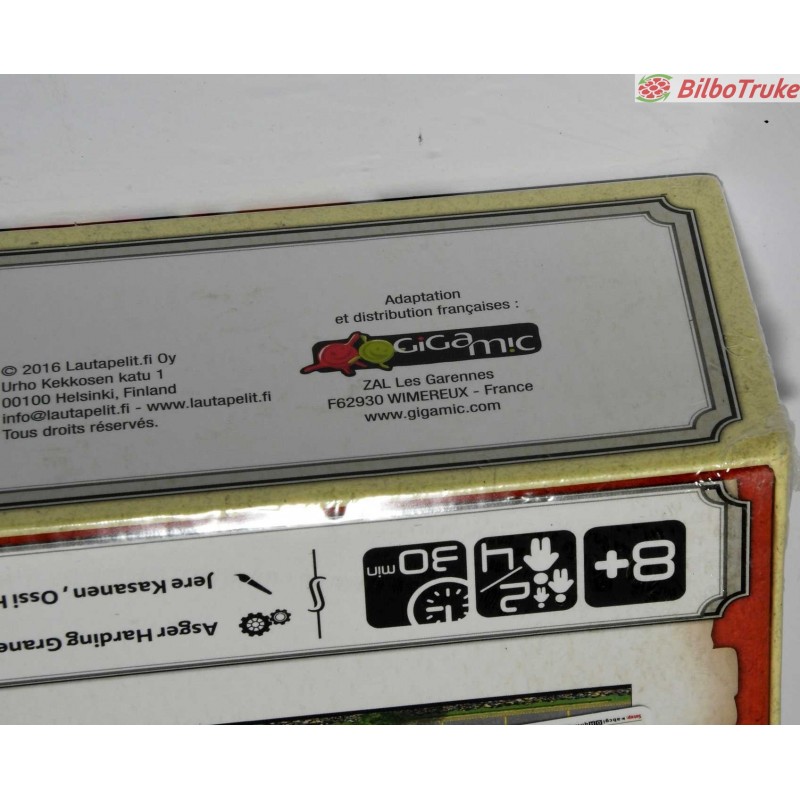 BilboTruke
Adaptation
et distribution françaises :
GiGamic
ZAL Les Garennes
F62930 WIMEREUX - France
www.gigamic.com
© 2016 Lautapelit.fi Oy
Urho Kekkosen katu 1
00100 Helsinki, Finland
info@lautapelit.fi - www.lautapelit.fi
Tous droits réservés.
8+
2/4
30 min
Asger Harding Grane
Jere Kasanen, Ossi